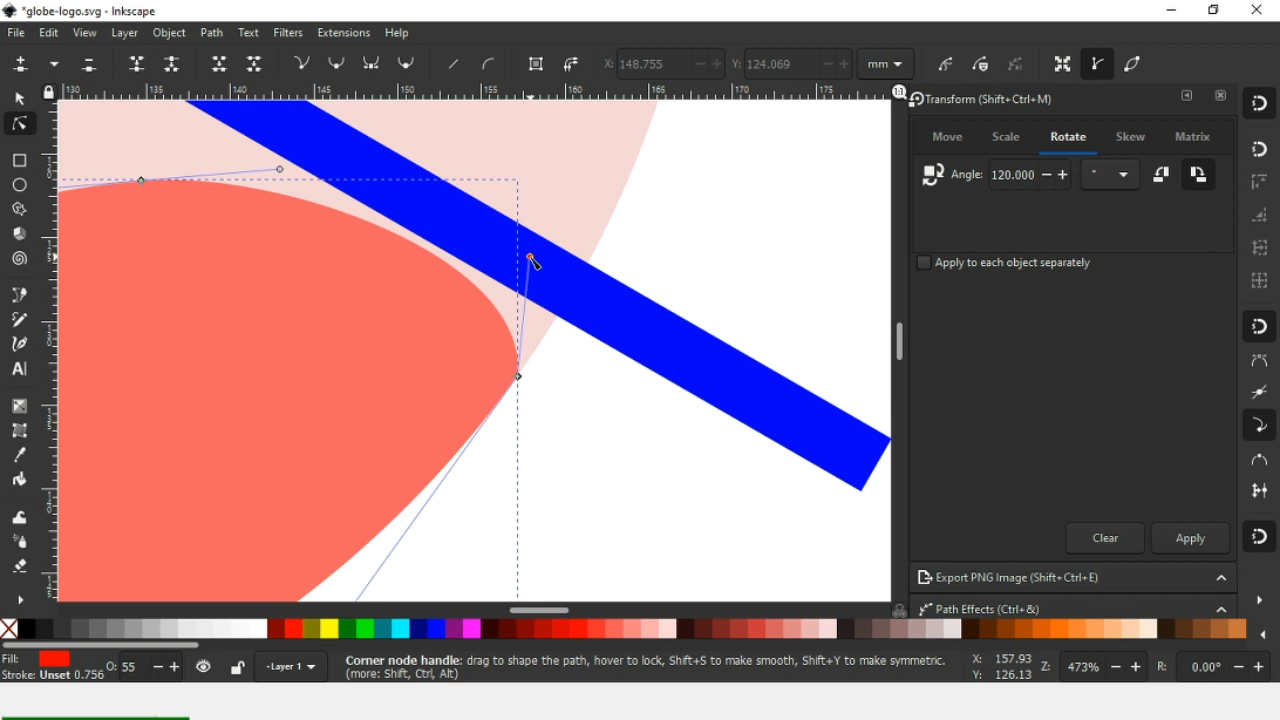 *globe-logo.svg - Inkscape
File Edit View Layer Object Path Text Filters Extensions Help
X: 148.755 Y: 124.069 mm
130 135 140 145 150 155 160 165 170 175
1:1
Transform (Shift+Ctrl+M)
Move Scale Rotate Skew Matrix
Angle: 120.000 °
Apply to each object separately
Clear Apply
Export PNG Image (Shift+Ctrl+E)
Path Effects (Ctrl+&)
Fill: O: 55 -Layer 1 Corner node handle: drag to shape the path, hover to lock, Shift+S to make smooth, Shift+Y to make symmetric. X: 157.93 Z: 473% R: 0.00°
Stroke: Unset 0.756 (more: Shift, Ctrl, Alt) Y: 126.13